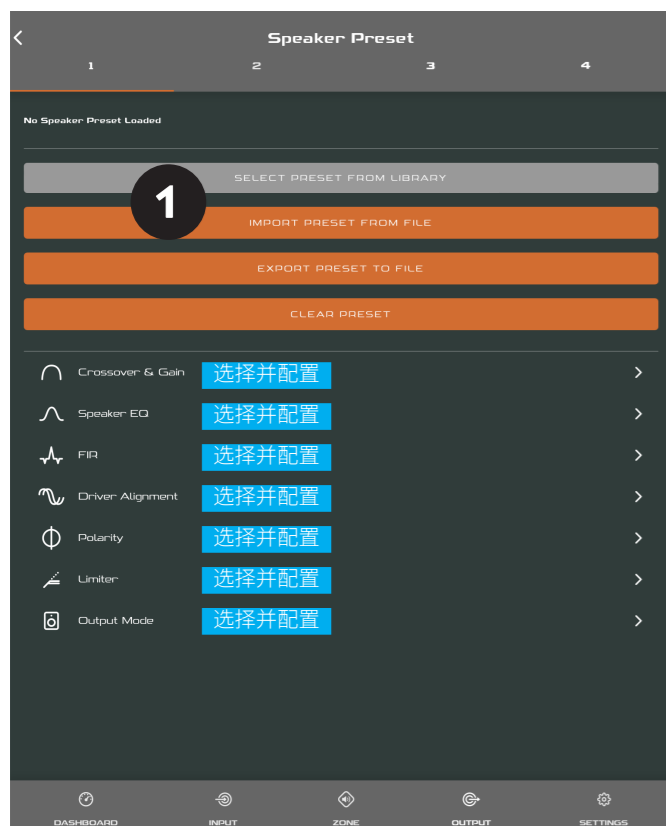 Speaker Preset
1 2 3 4
No Speaker Preset Loaded
SELECT PRESET FROM LIBRARY
1
IMPORT PRESET FROM FILE
EXPORT PRESET TO FILE
CLEAR PRESET
Crossover & Gain 选择并配置
Speaker EQ 选择并配置
FIR 选择并配置
Driver Alignment 选择并配置
Polarity 选择并配置
Limiter 选择并配置
Output Mode 选择并配置
DASHBOARD INPUT ZONE OUTPUT SETTINGS